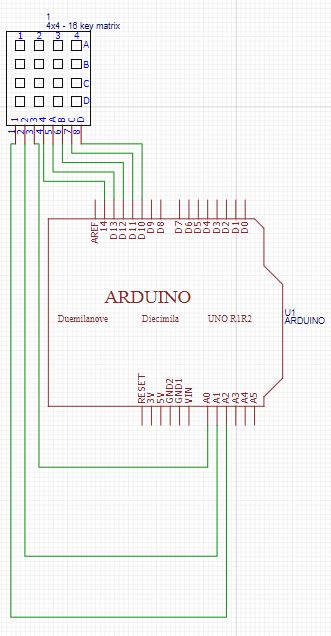 1
4x4 - 16 key matrix
1 2 3 4
A
B
C
D
1 2 3 4 A B C D
1 2 3 4 5 6 7 8
AREF 14 D13 D12 D11 D10 D9 D8 D7 D6 D5 D4 D3 D2 D1 D0
ARDUINO
Duemilanove Diecimila UNO R1R2
U1
ARDUINO
RESET 3V 5V GND2 GND1 VIN A0 A1 A2 A3 A4 A5